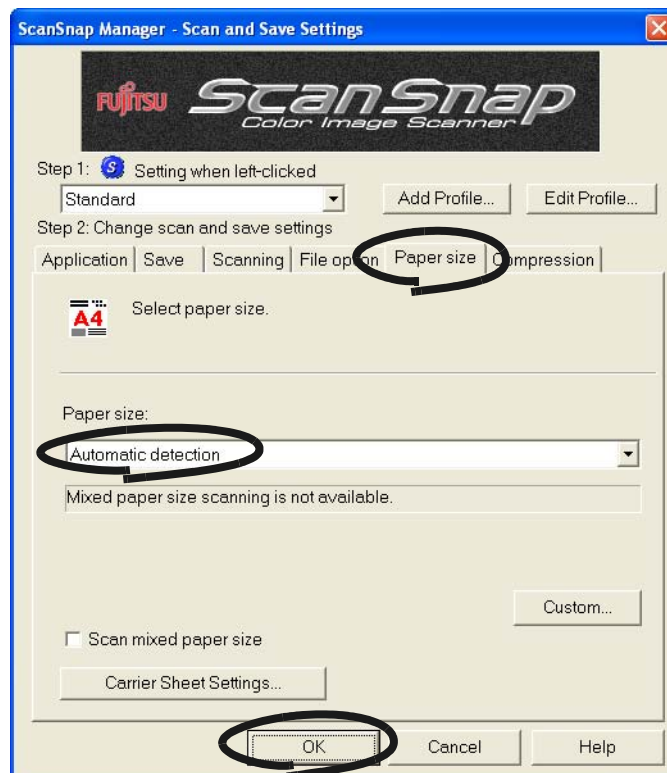 ScanSnap Manager - Scan and Save Settings
FUJITSU ScanSnap
Color Image Scanner
Step 1: S Setting when left-clicked
Standard Add Profile... Edit Profile...
Step 2: Change scan and save settings
Application Save Scanning File option Paper size Compression
A4 Select paper size.
Paper size:
Automatic detection
Mixed paper size scanning is not available.
Custom...
Scan mixed paper size
Carrier Sheet Settings...
OK Cancel Help